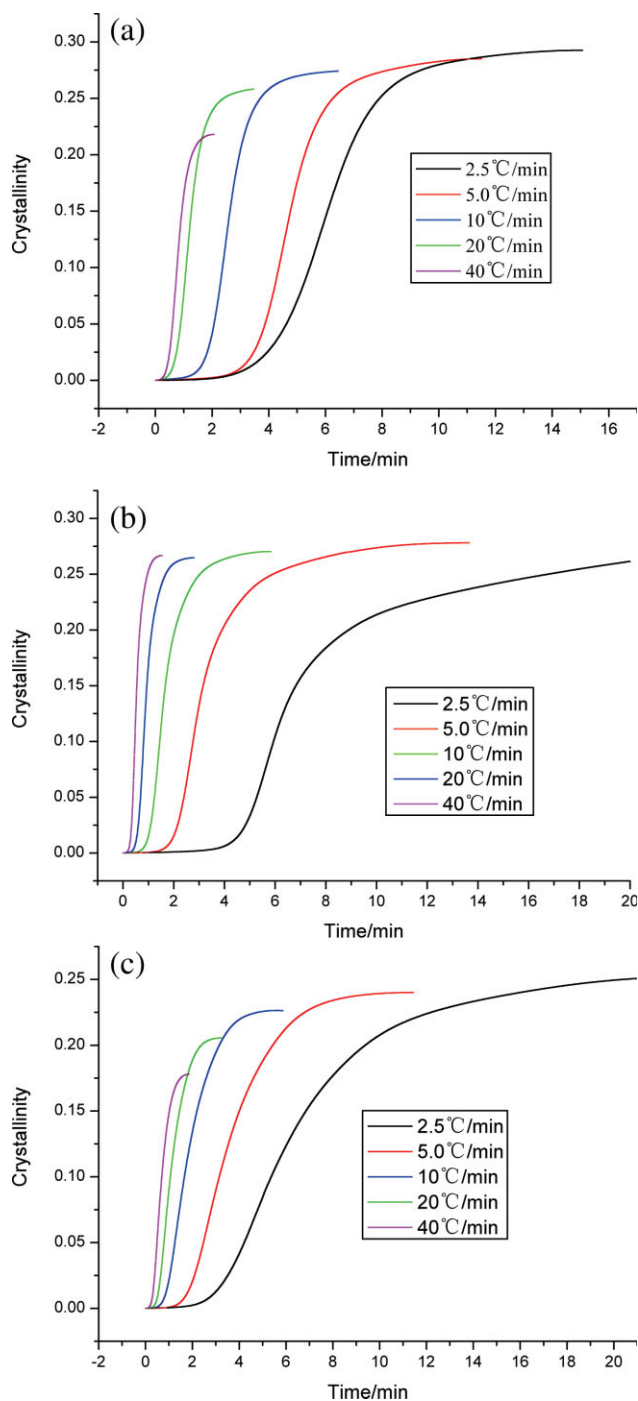 (a)
0.30
0.25
0.20
0.15
0.10
0.05
0.00
Crystallinity
2.5℃/min
5.0℃/min
10℃/min
20℃/min
40℃/min
-2 0 2 4 6 8 10 12 14 16
Time/min
(b)
0.30
0.25
0.20
0.15
0.10
0.05
0.00
Crystallinity
2.5℃/min
5.0℃/min
10℃/min
20℃/min
40℃/min
0 2 4 6 8 10 12 14 16 18 20
Time/min
(c)
0.25
0.20
0.15
0.10
0.05
0.00
Crystallinity
2.5℃/min
5.0℃/min
10℃/min
20℃/min
40℃/min
-2 0 2 4 6 8 10 12 14 16 18 20
Time/min